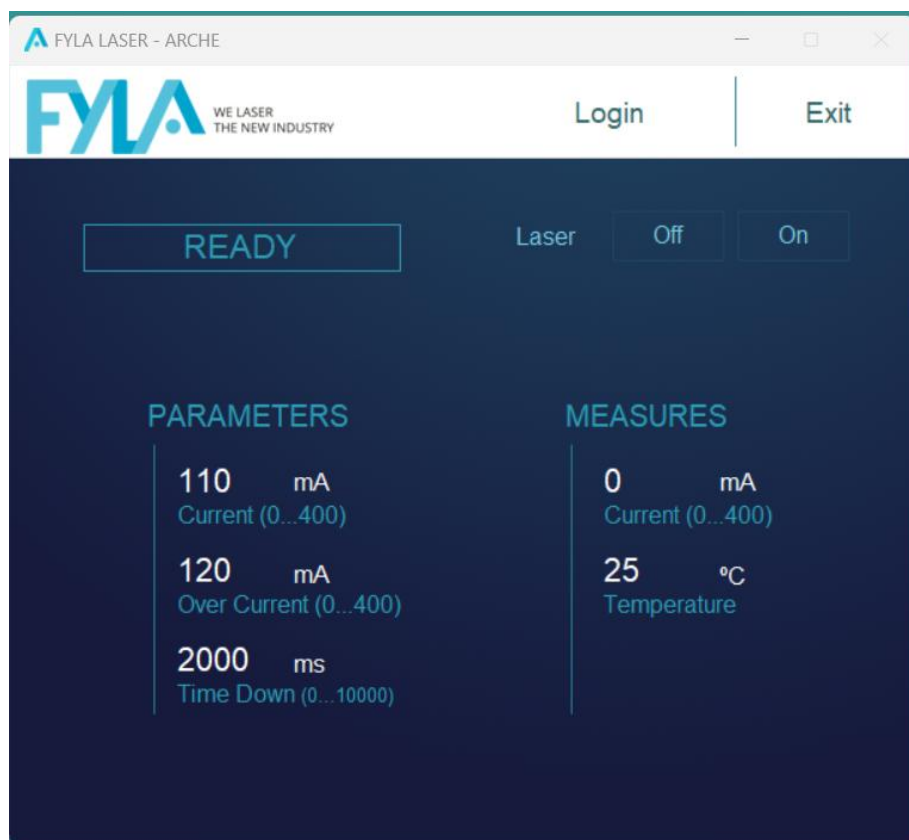 FYLA LASER - ARCHE
FYLA
WE LASER
THE NEW INDUSTRY
Login
Exit
READY
Laser
Off
On
PARAMETERS
110 mA
Current (0...400)
120 mA
Over Current (0...400)
2000 ms
Time Down (0...10000)
MEASURES
0 mA
Current (0...400)
25 ºC
Temperature